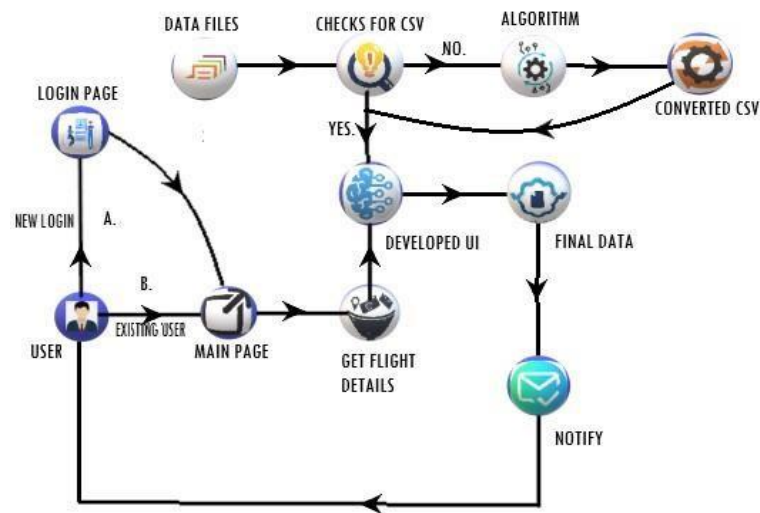 DATA FILES
CHECKS FOR CSV
ALGORITHM
NO.
CONVERTED CSV
LOGIN PAGE
YES.
NEW LOGIN
A.
DEVELOPED UI
FINAL DATA
B.
EXISTING USER
USER
MAIN PAGE
GET FLIGHT
DETAILS
NOTIFY